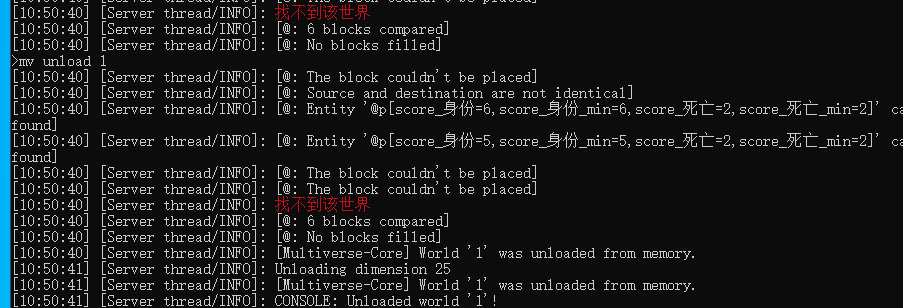 [10:50:40] [Server thread/INFO]: [@: The block couldn't be placed]
[10:50:40] [Server thread/INFO]: 找不到该世界
[10:50:40] [Server thread/INFO]: [@: 6 blocks compared]
[10:50:40] [Server thread/INFO]: [@: No blocks filled]
>mv unload 1
[10:50:40] [Server thread/INFO]: [@: The block couldn't be placed]
[10:50:40] [Server thread/INFO]: [@: Source and destination are not identical]
[10:50:40] [Server thread/INFO]: [@: Entity '@p[score_身份=6,score_身份_min=6,score_死亡=2,score_死亡_min=2]' ca
found]
[10:50:40] [Server thread/INFO]: [@: Entity '@p[score_身份=5,score_身份_min=5,score_死亡=2,score_死亡_min=2]' ca
found]
[10:50:40] [Server thread/INFO]: [@: The block couldn't be placed]
[10:50:40] [Server thread/INFO]: [@: The block couldn't be placed]
[10:50:40] [Server thread/INFO]: 找不到该世界
[10:50:40] [Server thread/INFO]: [@: 6 blocks compared]
[10:50:40] [Server thread/INFO]: [@: No blocks filled]
[10:50:40] [Server thread/INFO]: [Multiverse-Core] World '1' was unloaded from memory.
[10:50:41] [Server thread/INFO]: Unloading dimension 25
[10:50:41] [Server thread/INFO]: [Multiverse-Core] World '1' was unloaded from memory.
[10:50:41] [Server thread/INFO]: CONSOLE: Unloaded world '1'!